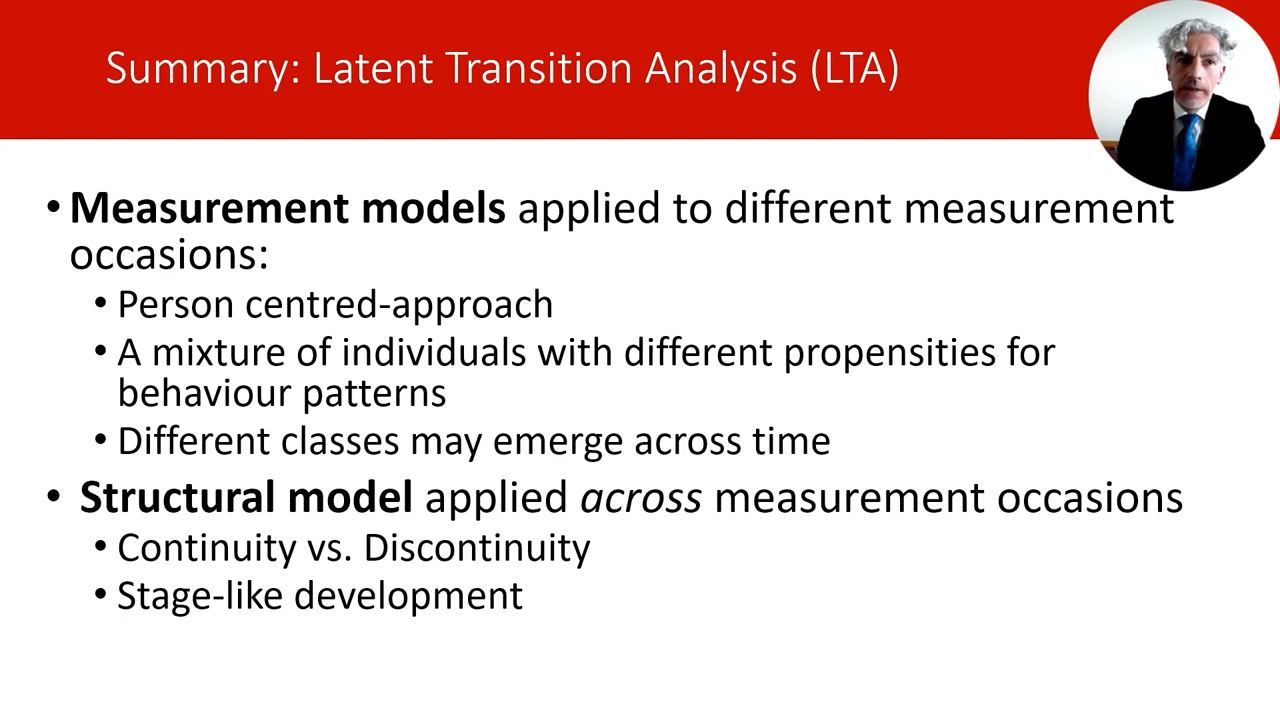 Summary: Latent Transition Analysis (LTA)
• Measurement models applied to different measurement
occasions:
• Person centred-approach
• A mixture of individuals with different propensities for
behaviour patterns
• Different classes may emerge across time
• Structural model applied across measurement occasions
• Continuity vs. Discontinuity
• Stage-like development